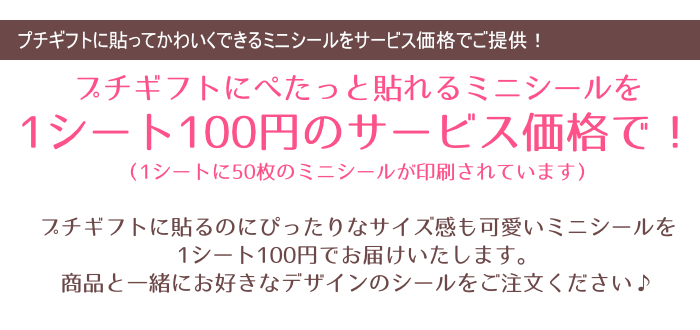 プチギフトに貼ってかわいくできるミニシールをサービス価格でご提供！
プチギフトにぺたっと貼れるミニシールを
1シート100円のサービス価格で！
（1シートに50枚のミニシールが印刷されています）
プチギフトに貼るのにぴったりなサイズ感も可愛いミニシールを
1シート100円でお届けいたします。
商品と一緒にお好きなデザインのシールをご注文ください♪